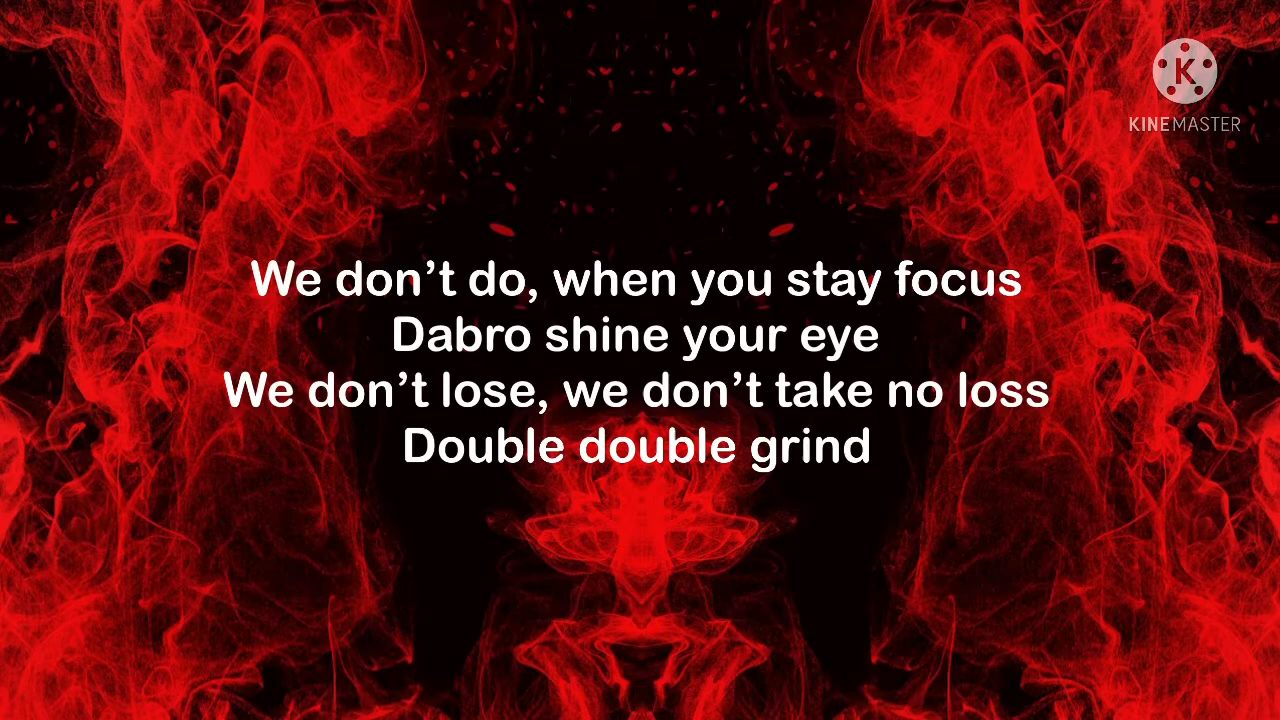 K
KINEMASTER
We don’t do, when you stay focus
Dabro shine your eye
We don’t lose, we don’t take no loss
Double double grind